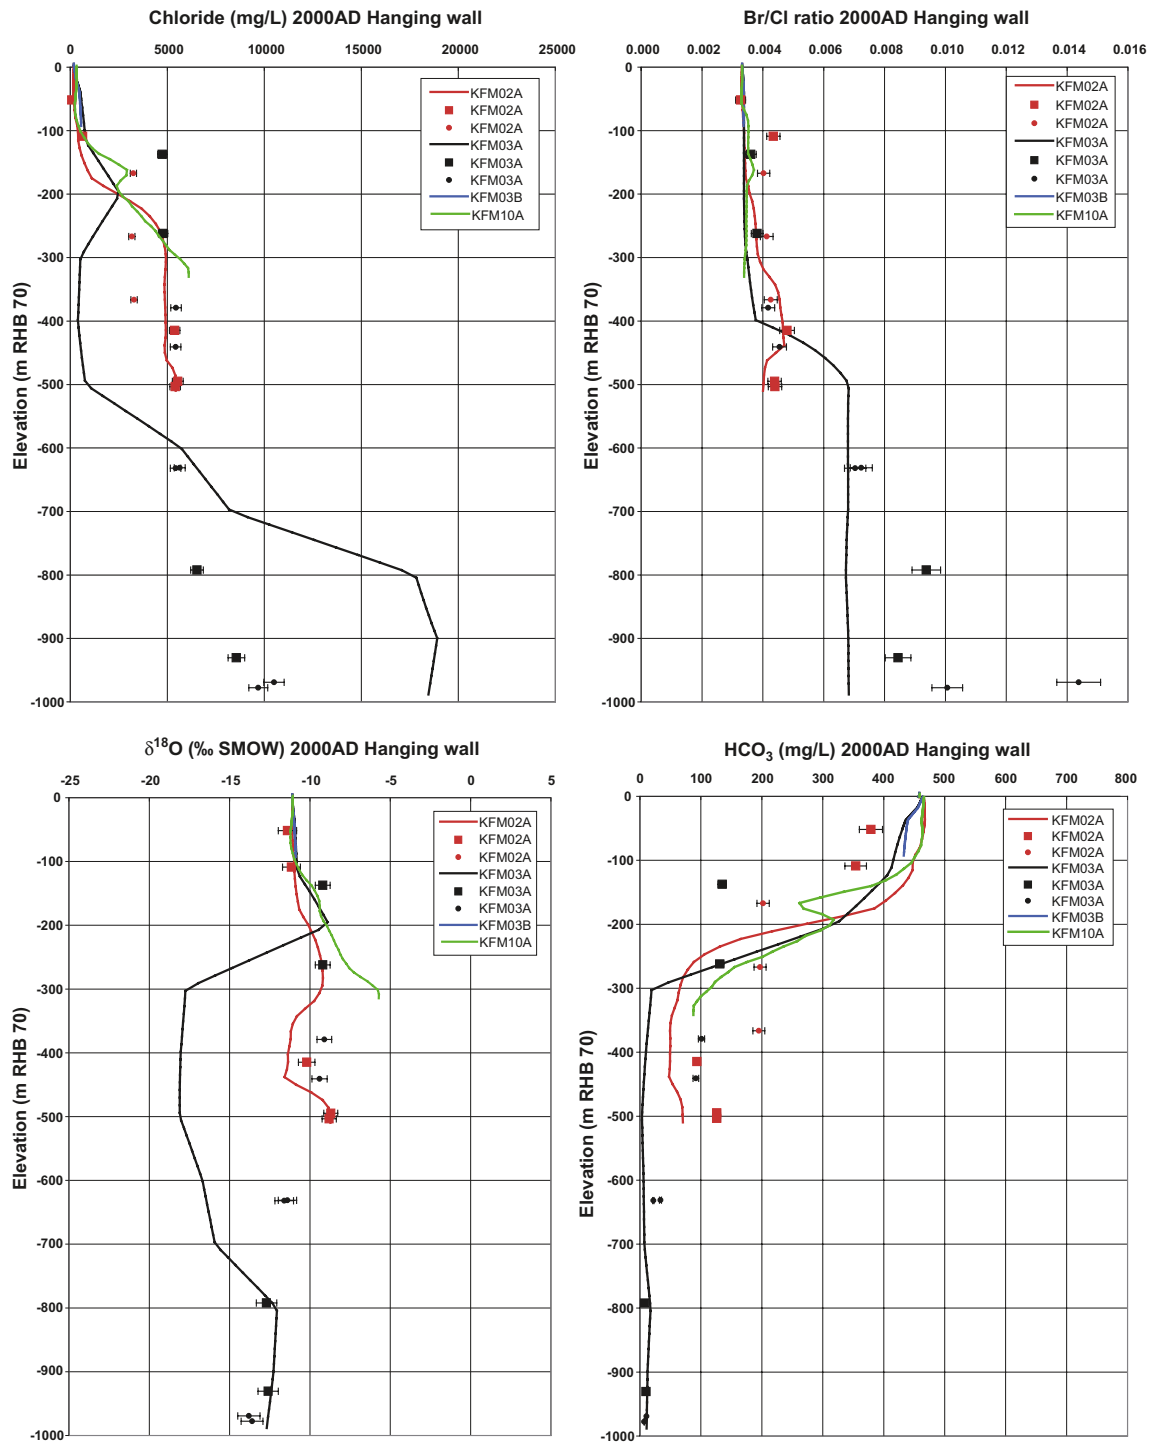 Chloride (mg/L) 2000AD Hanging wall
0 5000 10000 15000 20000 25000
0
-100
-200
-300
-400
-500
-600
-700
-800
-900
-1000
Elevation (m RHB 70)
KFM02A
KFM02A
KFM02A
KFM03A
KFM03A
KFM03A
KFM03B
KFM10A
Br/Cl ratio 2000AD Hanging wall
0.000 0.002 0.004 0.006 0.008 0.010 0.012 0.014 0.016
0
-100
-200
-300
-400
-500
-600
-700
-800
-900
-1000
Elevation (m RHB 70)
KFM02A
KFM02A
KFM02A
KFM03A
KFM03A
KFM03A
KFM03B
KFM10A
δ¹⁸O (‰ SMOW) 2000AD Hanging wall
-25 -20 -15 -10 -5 0 5
0
-100
-200
-300
-400
-500
-600
-700
-800
-900
-1000
Elevation (m RHB 70)
KFM02A
KFM02A
KFM02A
KFM03A
KFM03A
KFM03A
KFM03B
KFM10A
HCO₃ (mg/L) 2000AD Hanging wall
0 100 200 300 400 500 600 700 800
0
-100
-200
-300
-400
-500
-600
-700
-800
-900
-1000
Elevation (m RHB 70)
KFM02A
KFM02A
KFM02A
KFM03A
KFM03A
KFM03A
KFM03B
KFM10A